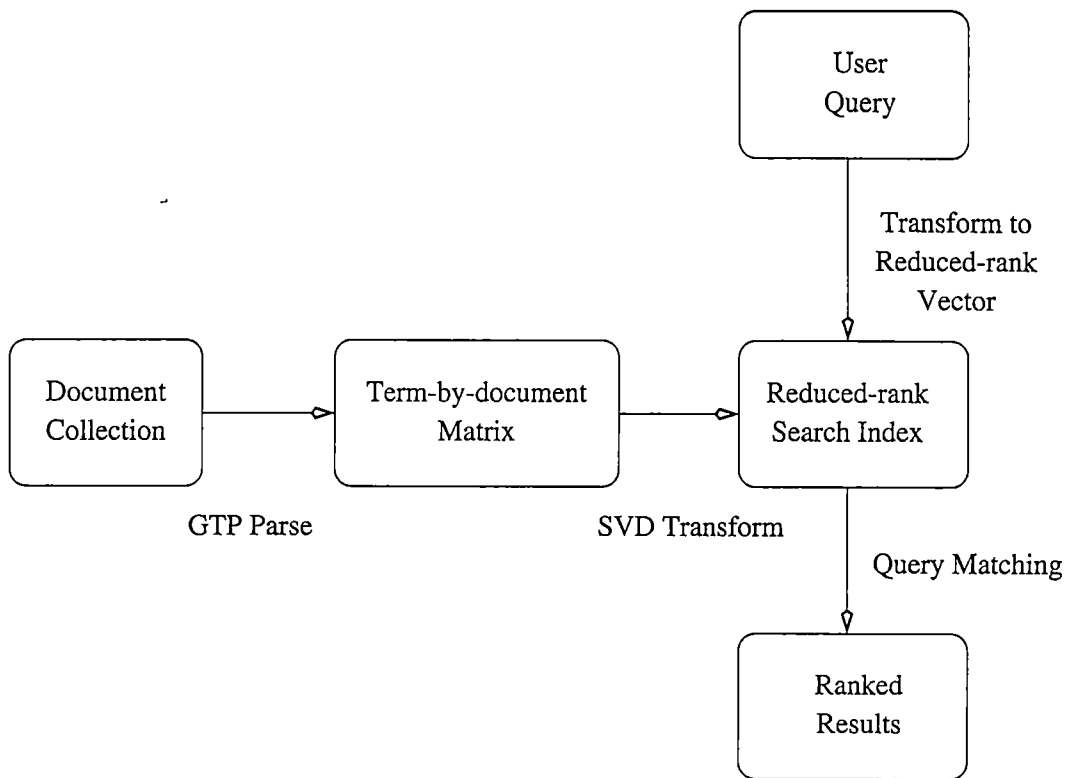 User
Query
Transform to
Reduced-rank
Vector
Document
Collection
Term-by-document
Matrix
Reduced-rank
Search Index
GTP Parse
SVD Transform
Query Matching
Ranked
Results